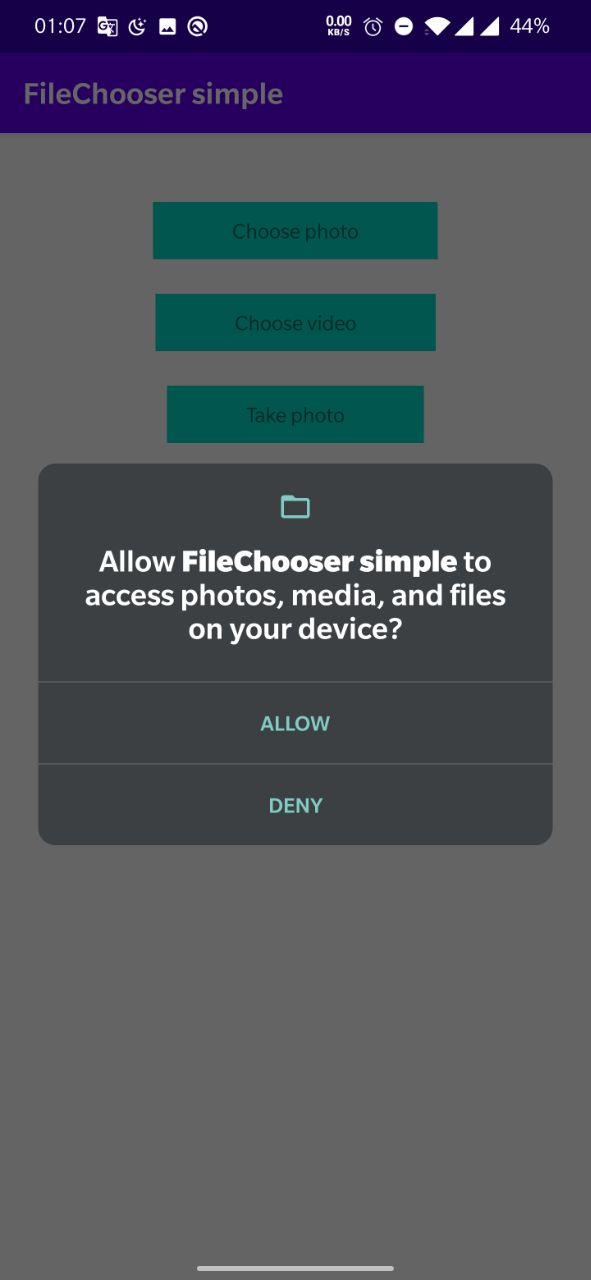 01:07 0.00 KB/S 44%
FileChooser simple
Choose photo
Choose video
Take photo
Allow FileChooser simple to
access photos, media, and files
on your device?
ALLOW
DENY